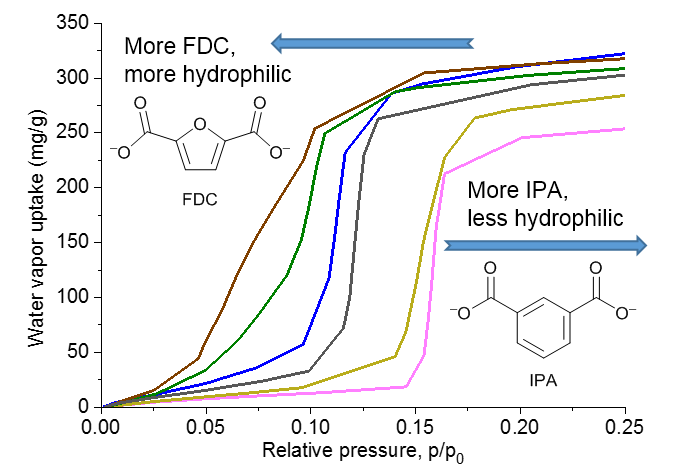 350
300
250
200
150
100
50
0
Water vapor uptake (mg/g)
More FDC,
more hydrophilic
O
O
O
⁻O
O⁻
FDC
More IPA,
less hydrophilic
O
O
⁻O
O⁻
IPA
0.00 0.05 0.10 0.15 0.20 0.25
Relative pressure, p/p₀